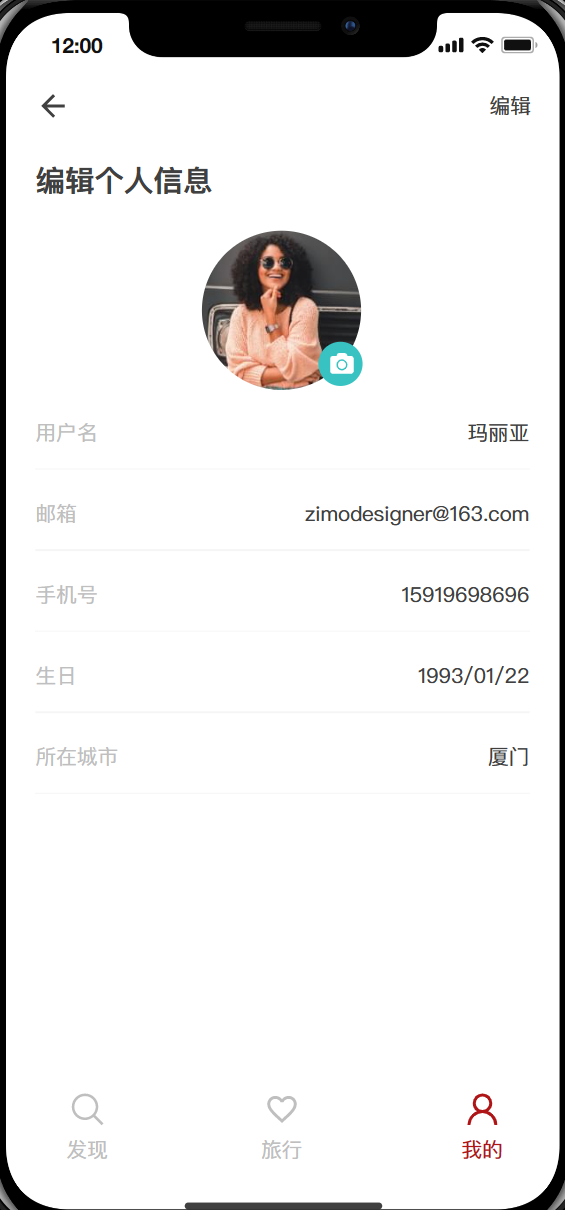 12:00
编辑
编辑个人信息
用户名 玛丽亚
邮箱 zimodesigner@163.com
手机号 15919698696
生日 1993/01/22
所在城市 厦门
发现 旅行 我的